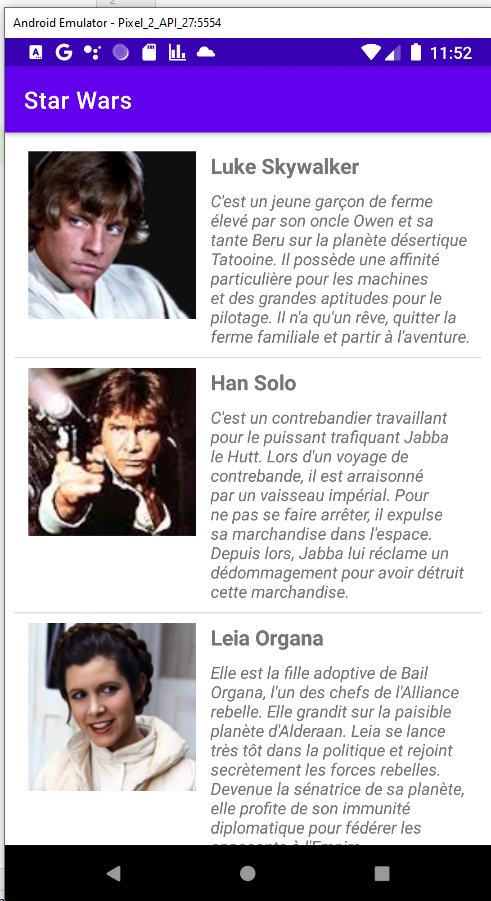 2
Android Emulator - Pixel_2_API_27:5554
11:52
Star Wars
Luke Skywalker
C'est un jeune garçon de ferme
élevé par son oncle Owen et sa
tante Beru sur la planète désertique
Tatooine. Il possède une affinité
particulière pour les machines
et des grandes aptitudes pour le
pilotage. Il n'a qu'un rêve, quitter la
ferme familiale et partir à l'aventure.
Han Solo
C'est un contrebandier travaillant
pour le puissant trafiquant Jabba
le Hutt. Lors d'un voyage de
contrebande, il est arraisonné
par un vaisseau impérial. Pour
ne pas se faire arrêter, il expulse
sa marchandise dans l'espace.
Depuis lors, Jabba lui réclame un
dédommagement pour avoir détruit
cette marchandise.
Leia Organa
Elle est la fille adoptive de Bail
Organa, l'un des chefs de l'Alliance
rebelle. Elle grandit sur la paisible
planète d'Alderaan. Leia se lance
très tôt dans la politique et rejoint
secrètement les forces rebelles.
Devenue la sénatrice de sa planète,
elle profite de son immunité
diplomatique pour fédérer les
opposants à l'Empire